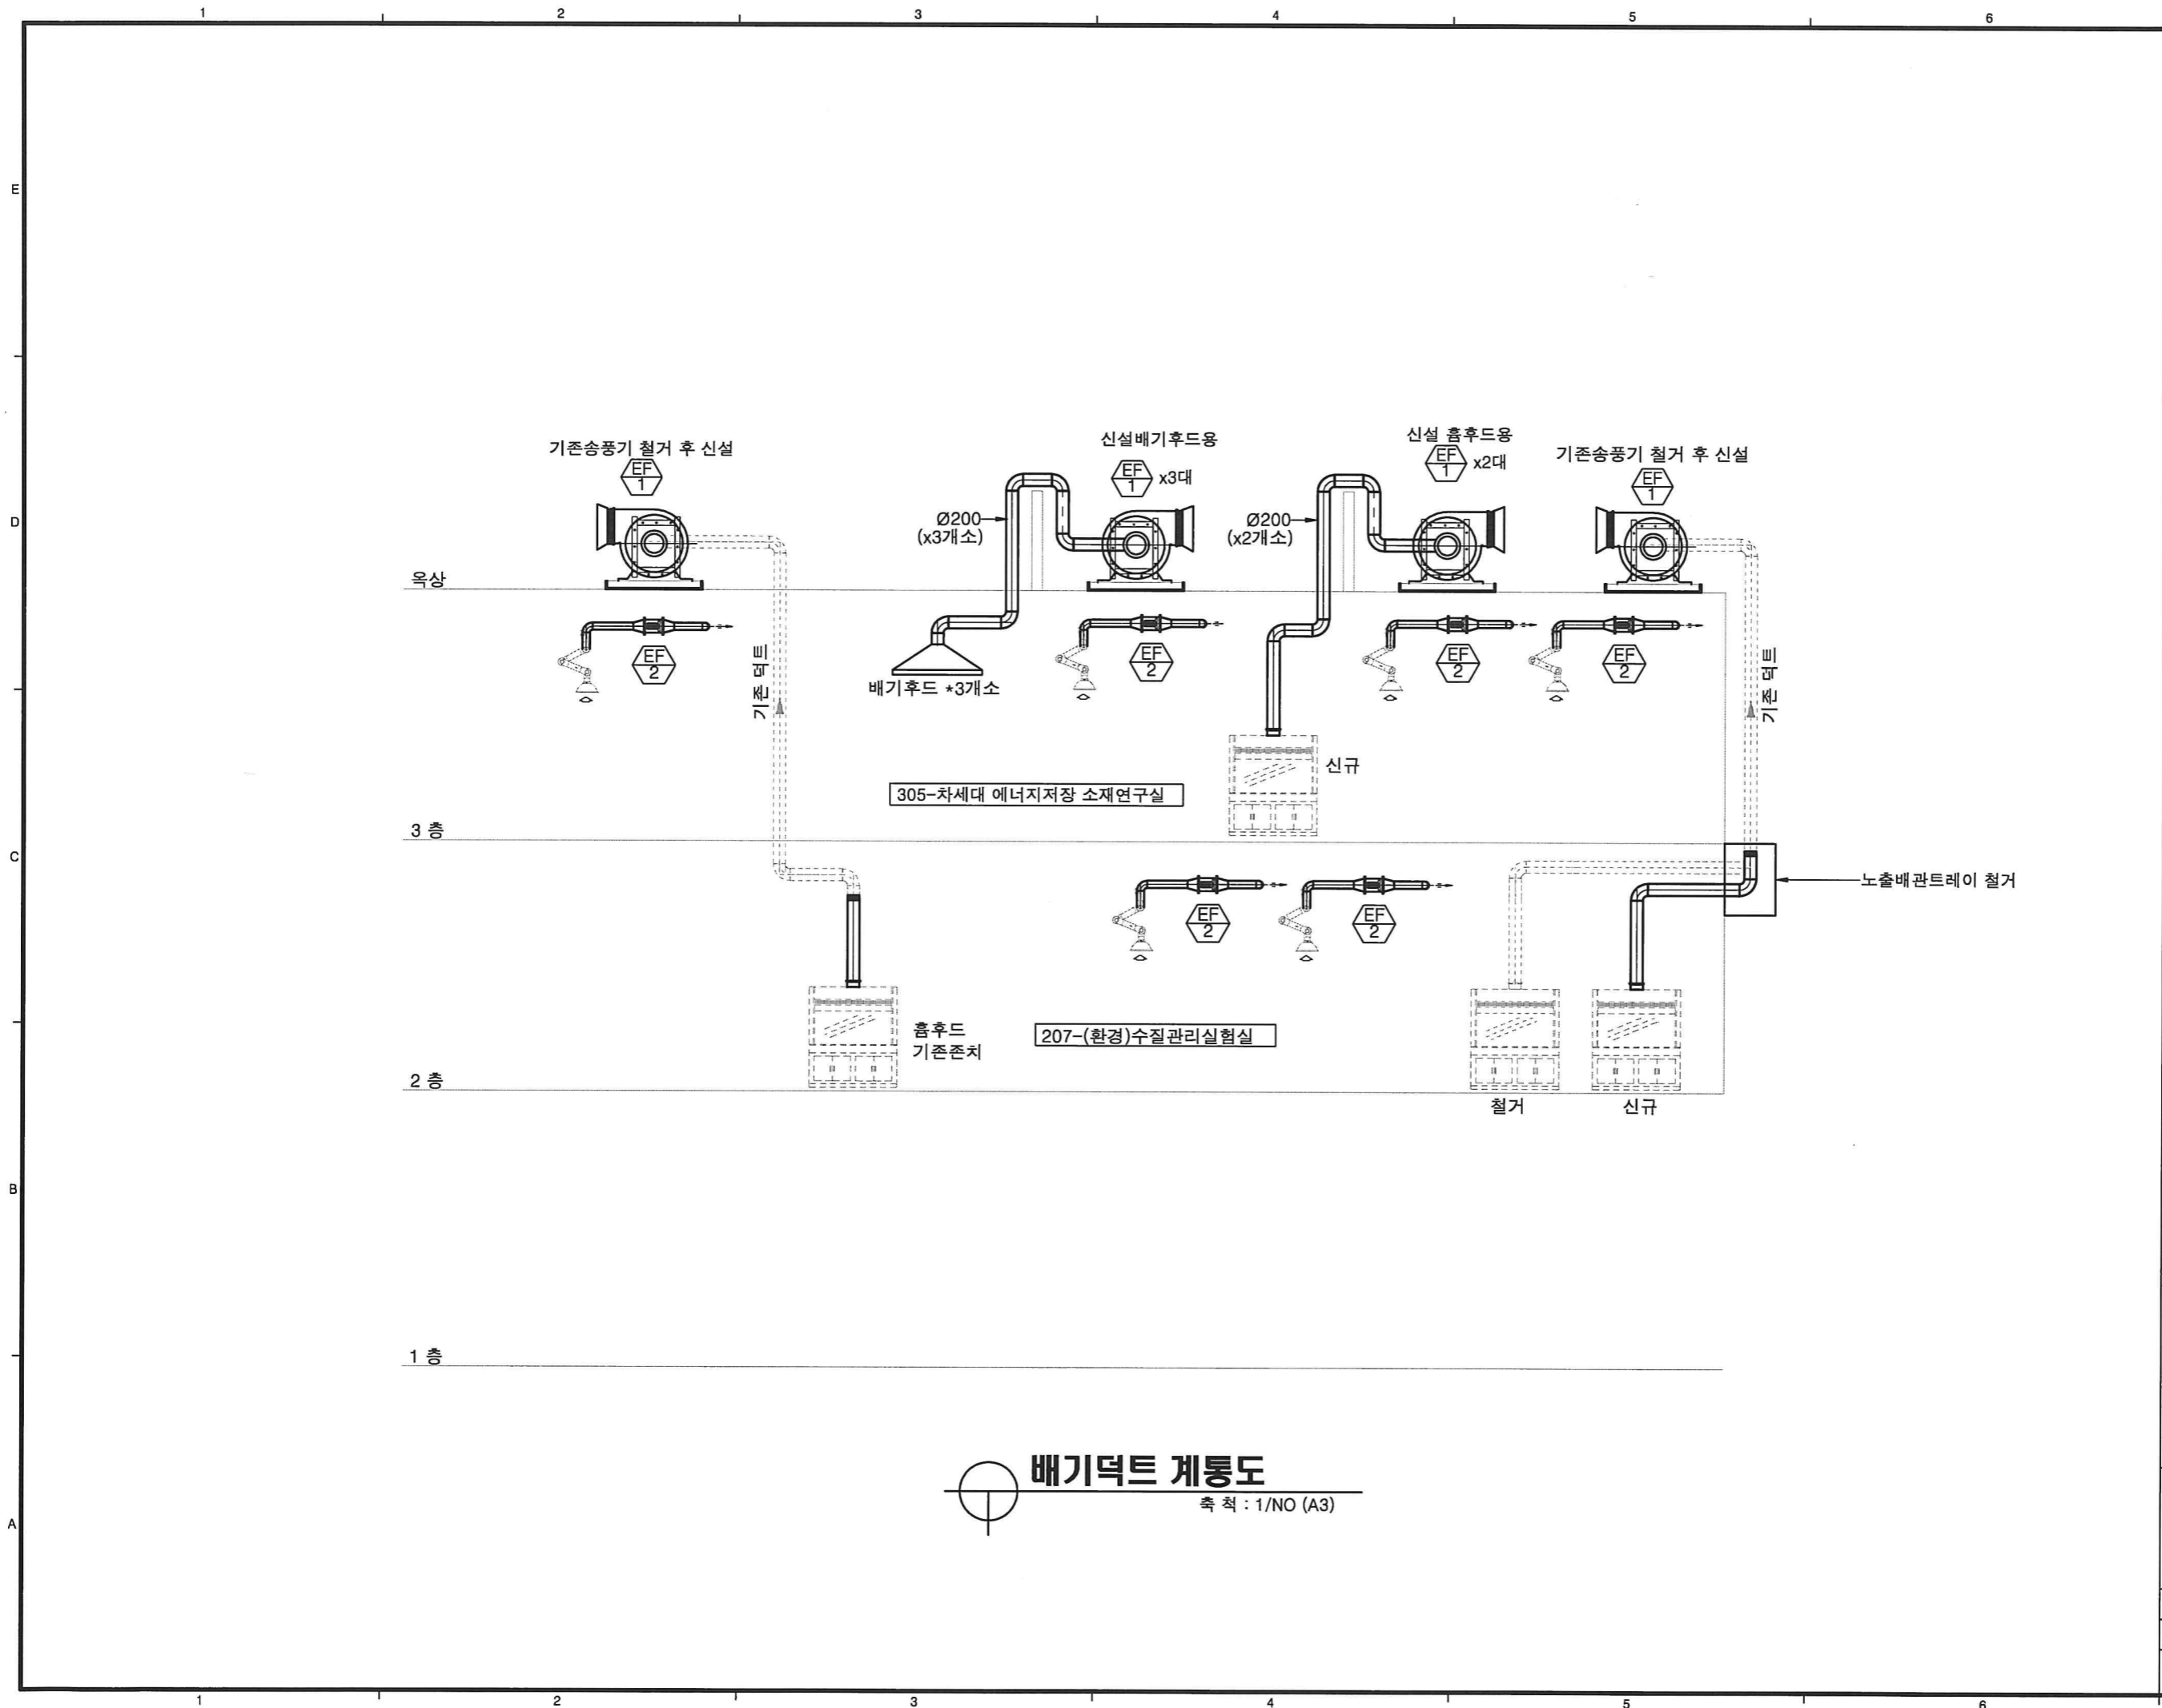 1 2 3 4 5 6
E
D
C
B
A
기존송풍기 철거 후 신설
EF
1
신설배기후드용
EF
1
x3대
신설 흄후드용
EF
1
x2대
기존송풍기 철거 후 신설
EF
1
Ø200
(x3개소)
Ø200
(x2개소)
옥상
EF
2
EF
2
EF
2
EF
2
기존 덕트
기존 덕트
배기후드 *3개소
신규
305-차세대 에너지저장 소재연구실
3 층
노출배관트레이 철거
EF
2
EF
2
흄후드
기존존치
207-(환경)수질관리실험실
2 층
철거
신규
1 층
배기덕트 계통도
축 척 : 1/NO (A3)
1 2 3 4 5 6